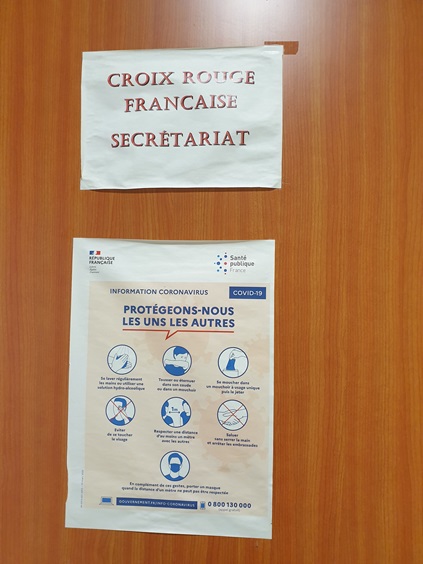 CROIX ROUGE
FRANCAISE
SECRÉTARIAT
RÉPUBLIQUE
FRANÇAISE
Santé
publique
France
INFORMATION CORONAVIRUS
COVID-19
PROTÉGEONS-NOUS
LES UNS LES AUTRES
Se laver régulièrement
les mains ou utiliser une
solution hydro-alcoolique
Tousser ou éternuer
dans son coude
ou dans un mouchoir
Se moucher dans
un mouchoir à usage unique
puis le jeter
Eviter
de se toucher
le visage
1m
Respecter une distance
d'au moins un mètre
avec les autres
Saluer
sans serrer la main
et arrêter les embrassades
En complément de ces gestes, porter un masque
quand la distance d'un mètre ne peut pas être respectée
GOUVERNEMENT.FR/INFO-CORONAVIRUS
0 800 130 000